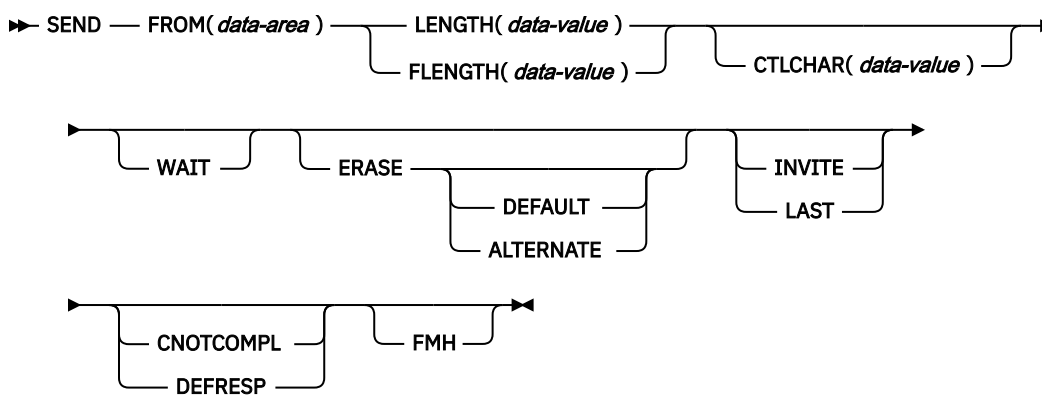 SEND FROM( data-area ) LENGTH( data-value )
FLENGTH( data-value ) CTLCHAR( data-value )
WAIT ERASE INVITE
DEFAULT LAST
ALTERNATE
CNOTCOMPL FMH
DEFRESP